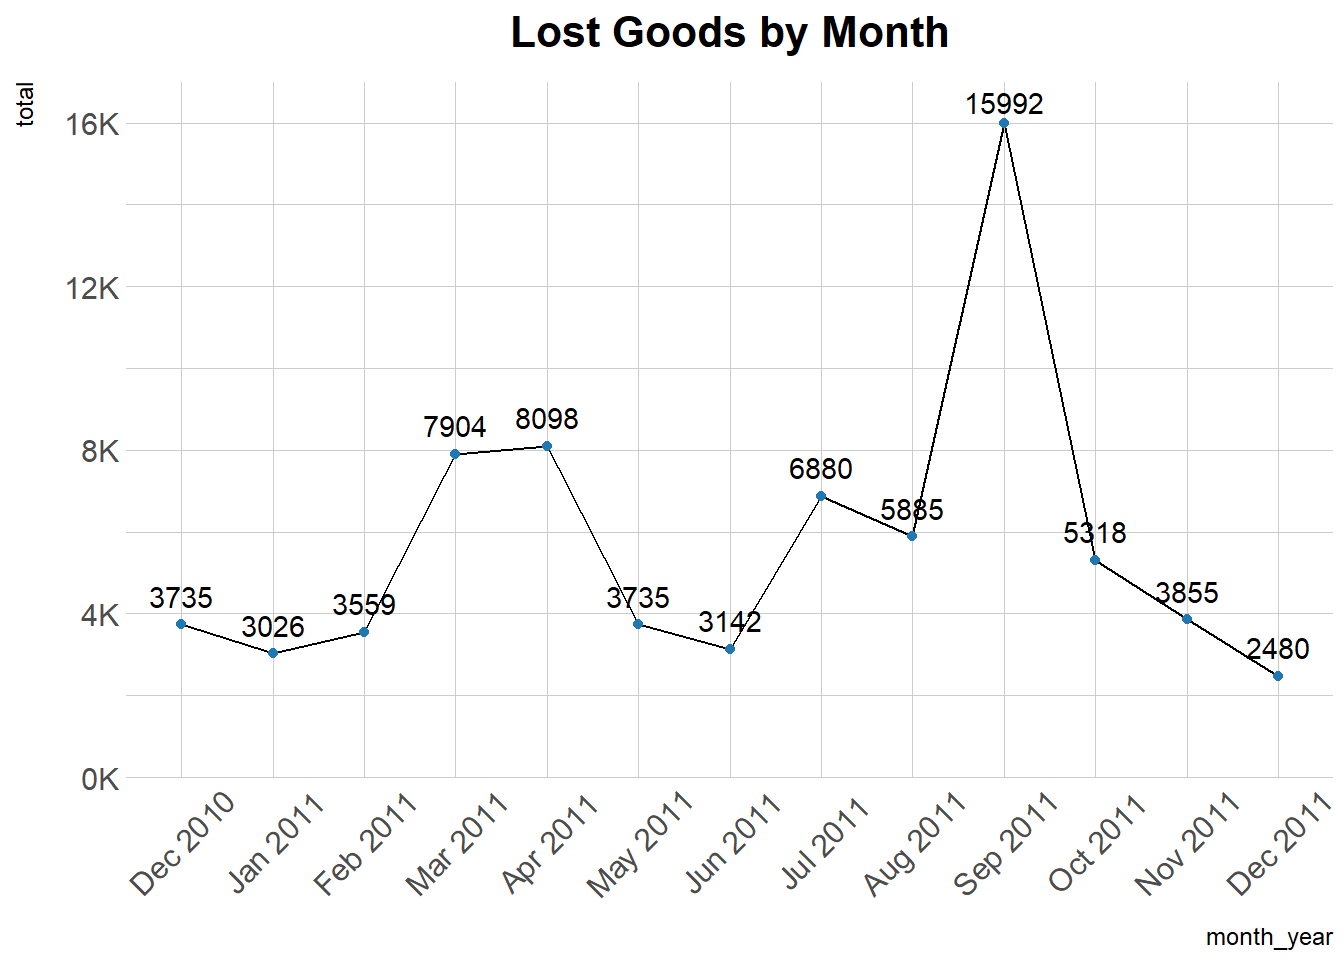 Lost Goods by Month
total
16K
12K
8K
4K
0K
3735
3026
3559
7904
8098
3735
3142
6880
5885
15992
5318
3855
2480
Dec 2010
Jan 2011
Feb 2011
Mar 2011
Apr 2011
May 2011
Jun 2011
Jul 2011
Aug 2011
Sep 2011
Oct 2011
Nov 2011
Dec 2011
month_year